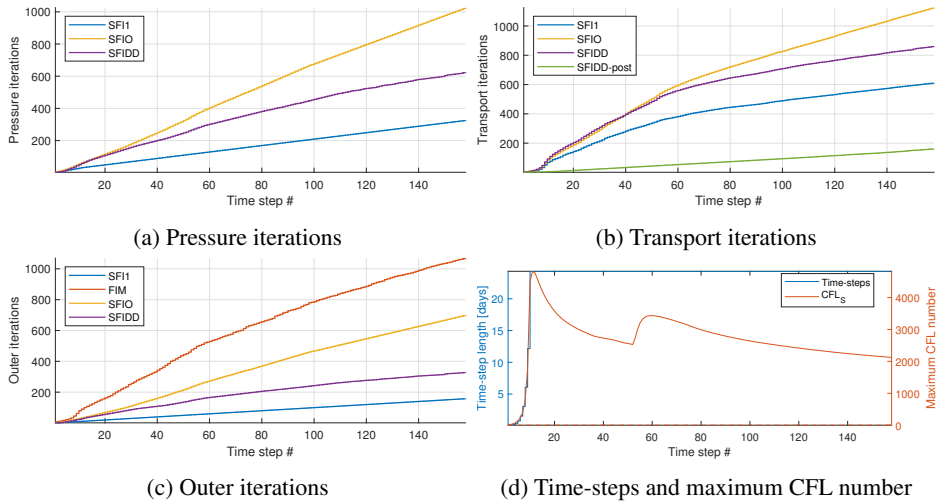 1000
800
600
400
200
Pressure iterations
SFI1
SFIO
SFIDD
20 40 60 80 100 120 140
Time step #
(a) Pressure iterations
1000
800
600
400
200
Transport iterations
SFI1
SFIO
SFIDD
SFIDD-post
20 40 60 80 100 120 140
Time step #
(b) Transport iterations
1000
800
600
400
200
Outer iterations
SFI1
FIM
SFIO
SFIDD
20 40 60 80 100 120 140
Time step #
(c) Outer iterations
20
15
10
5
Time-step length [days]
Time-steps
CFL_S
4000
3000
2000
1000
0
Maximum CFL number
20 40 60 80 100 120 140
Time step #
(d) Time-steps and maximum CFL number